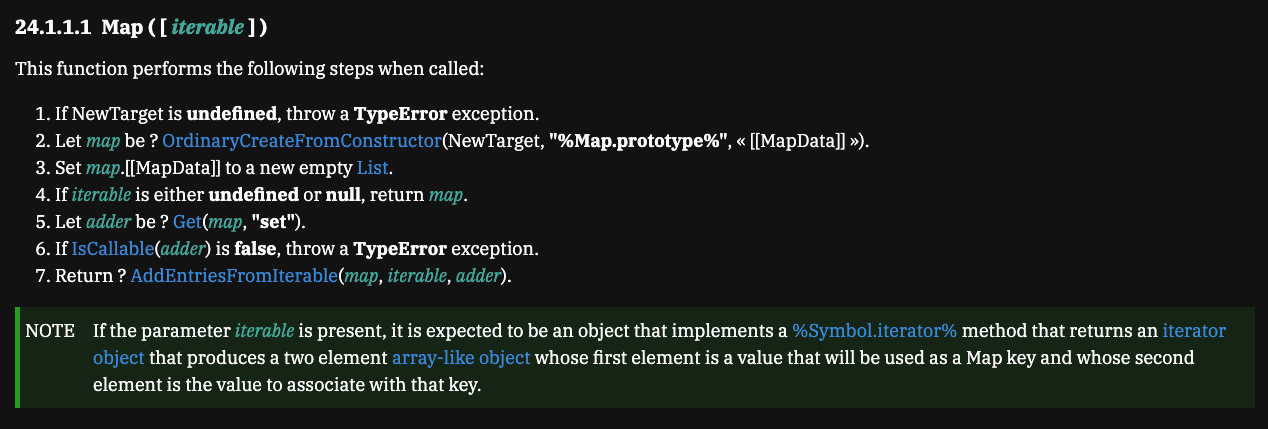 24.1.1.1 Map ( [ iterable ] )
This function performs the following steps when called:
1. If NewTarget is undefined, throw a TypeError exception.
2. Let map be ? OrdinaryCreateFromConstructor(NewTarget, "%Map.prototype%", « [[MapData]] »).
3. Set map.[[MapData]] to a new empty List.
4. If iterable is either undefined or null, return map.
5. Let adder be ? Get(map, "set").
6. If IsCallable(adder) is false, throw a TypeError exception.
7. Return ? AddEntriesFromIterable(map, iterable, adder).
NOTE If the parameter iterable is present, it is expected to be an object that implements a %Symbol.iterator% method that returns an iterator
object that produces a two element array-like object whose first element is a value that will be used as a Map key and whose second
element is the value to associate with that key.